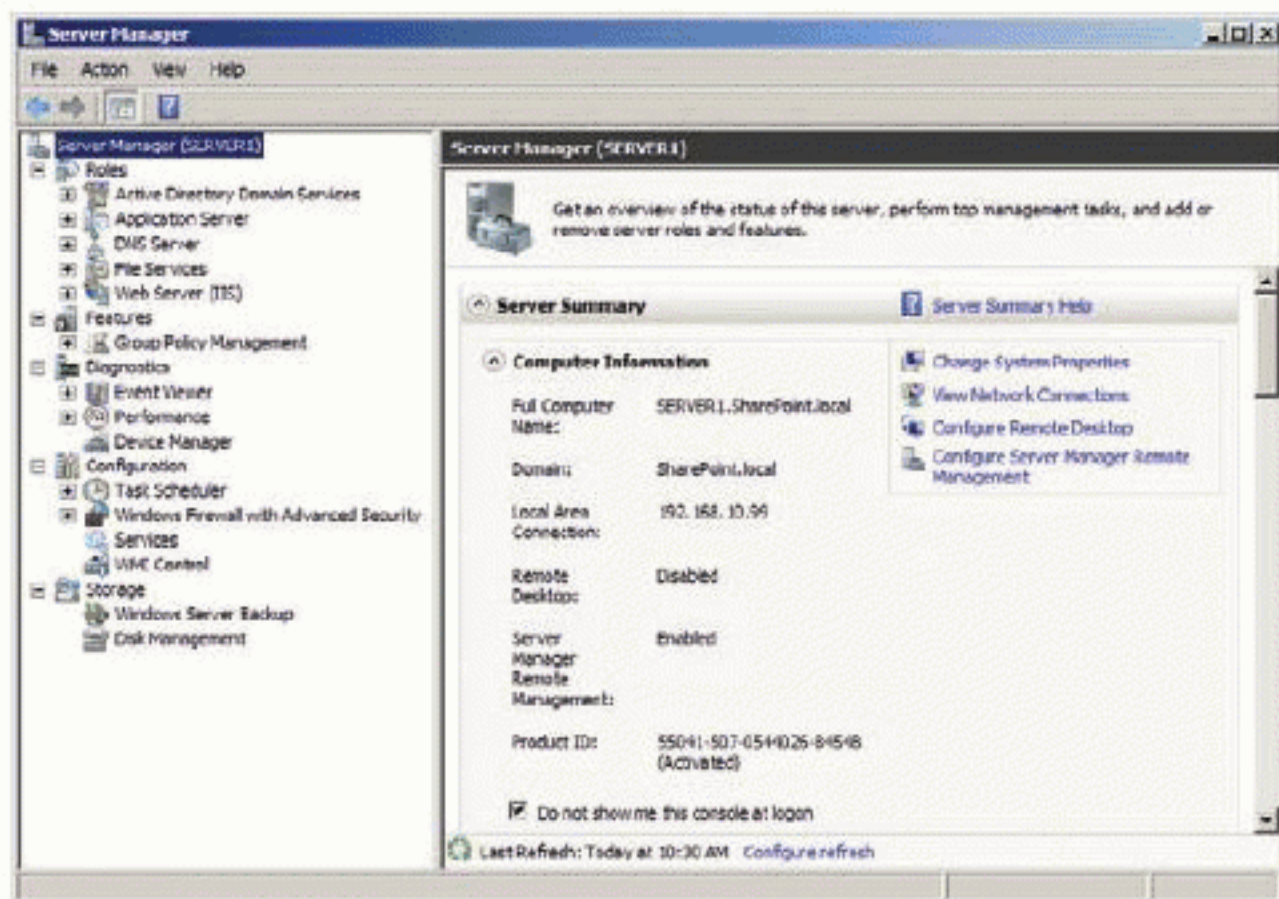 Server Manager
File Action View Help
Server Manager (SERVER1)
Roles
Active Directory Domain Services
Application Server
DNS Server
File Services
Web Server (IIS)
Features
Group Policy Management
Diagnostics
Event Viewer
Performance
Device Manager
Configuration
Task Scheduler
Windows Firewall with Advanced Security
Services
WMI Control
Storage
Windows Server Backup
Disk Management
Server Manager (SERVER1)
Get an overview of the status of this server, perform top management tasks, and add or
remove server roles and features.
Server Summary
Server Summary Help
Computer Information
Full Computer
Name:
SERVER1.SharePoint.local
Domain:
SharePoint.local
Local Area
Connection:
192.168.10.99
Remote
Desktop:
Disabled
Server
Manager
Remote
Management:
Enabled
Product ID:
55041-507-0544026-84548
(Activated)
Do not show me this console at logon
Change System Properties
View Network Connections
Configure Remote Desktop
Configure Server Manager Remote
Management
Last Refresh: Today at 10:30 AM Configure refresh